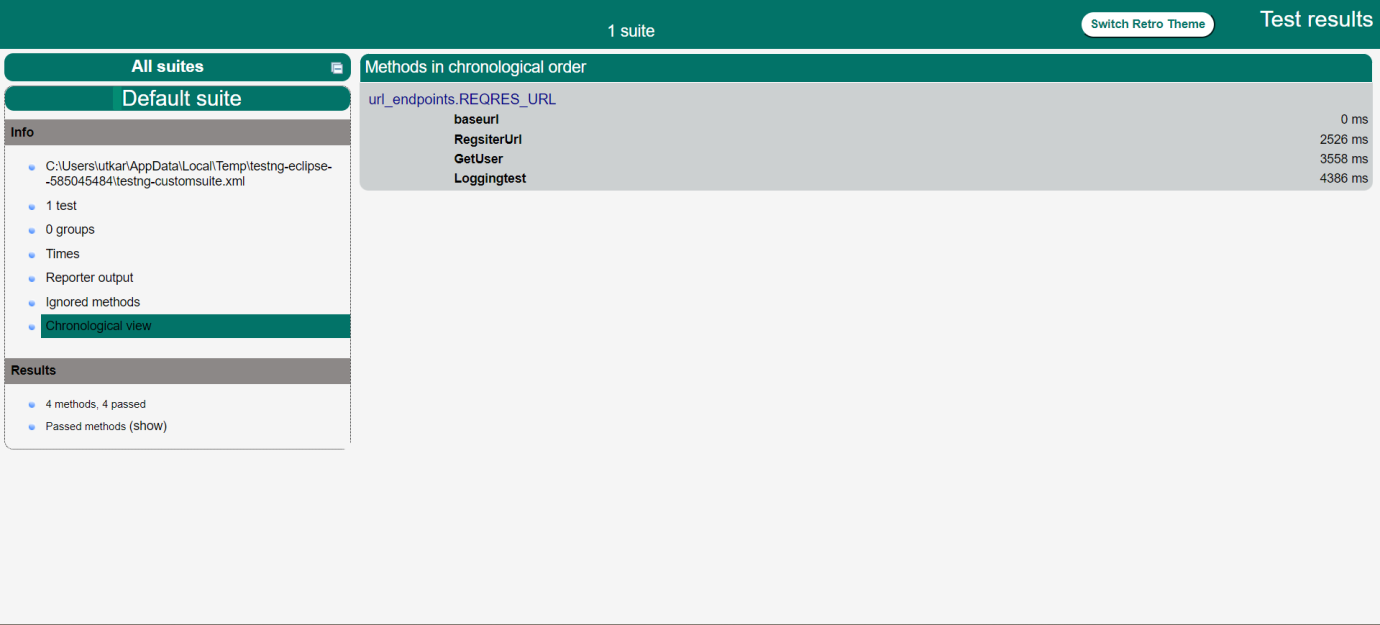 1 suite
Switch Retro Theme
Test results
All suites
Default suite
Info
C:\Users\utkar\AppData\Local\Temp\testng-eclipse-
-585045484\testng-customsuite.xml
1 test
0 groups
Times
Reporter output
Ignored methods
Chronological view
Results
4 methods, 4 passed
Passed methods (show)
Methods in chronological order
url_endpoints.REQRES_URL
baseurl 0 ms
RegsiterUrl 2526 ms
GetUser 3558 ms
Loggingtest 4386 ms